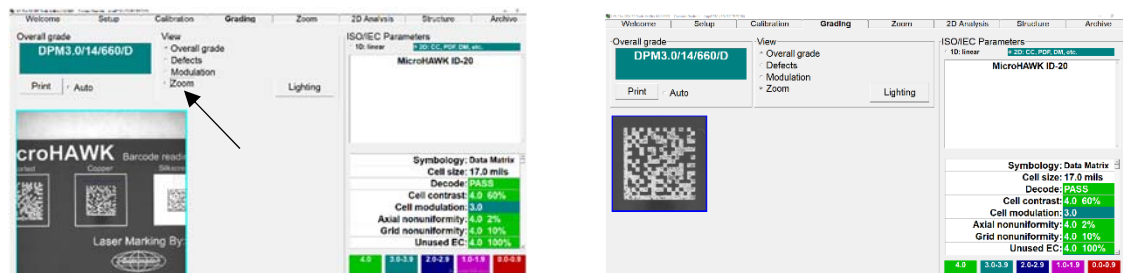 Welcome Setup Calibration Grading Zoom 2D Analysis Structure Archive
Overall grade
DPM3.0/14/660/D
Print Auto
View
Overall grade
Defects
Modulation
Zoom
Lighting
ISO/IEC Parameters
1D: linear 2D: CC, PDF, DM, etc.
MicroHAWK ID-20
croHAWK Barcode read
Copper
Laser Marking By:
Symbology: Data Matrix
Cell size: 17.0 mils
Decode: PASS
Cell contrast: 4.0 60%
Cell modulation: 3.0
Axial nonuniformity: 4.0 2%
Grid nonuniformity: 4.0 10%
Unused EC: 4.0 100%
4.0 3.0-3.9 2.0-2.9 1.0-1.9 0.0-0.9
Welcome Setup Calibration Grading Zoom 2D Analysis Structure Archive
Overall grade
DPM3.0/14/660/D
Print Auto
View
Overall grade
Defects
Modulation
Zoom
Lighting
ISO/IEC Parameters
1D: linear 2D: CC, PDF, DM, etc.
MicroHAWK ID-20
Symbology: Data Matrix
Cell size: 17.0 mils
Decode: PASS
Cell contrast: 4.0 60%
Cell modulation: 3.0
Axial nonuniformity: 4.0 2%
Grid nonuniformity: 4.0 10%
Unused EC: 4.0 100%
4.0 3.0-3.9 2.0-2.9 1.0-1.9 0.0-0.9